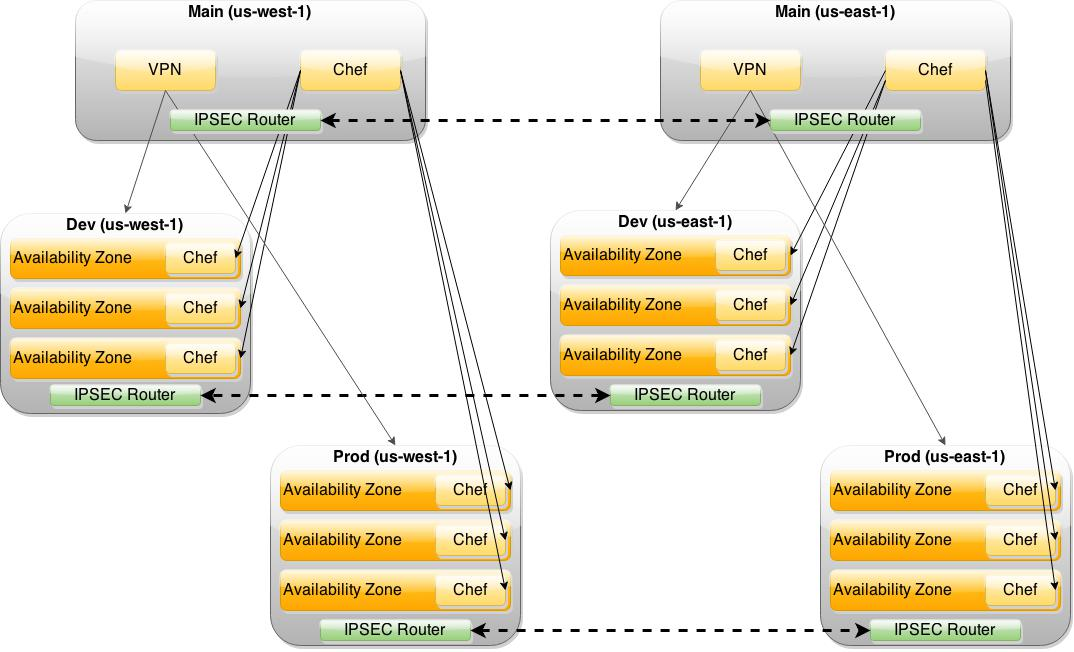 Main (us-west-1)
VPN
Chef
IPSEC Router
Main (us-east-1)
VPN
Chef
IPSEC Router
Dev (us-west-1)
Availability Zone Chef
Availability Zone Chef
Availability Zone Chef
IPSEC Router
Dev (us-east-1)
Availability Zone Chef
Availability Zone Chef
Availability Zone Chef
IPSEC Router
Prod (us-west-1)
Availability Zone Chef
Availability Zone Chef
Availability Zone Chef
IPSEC Router
Prod (us-east-1)
Availability Zone Chef
Availability Zone Chef
Availability Zone Chef
IPSEC Router